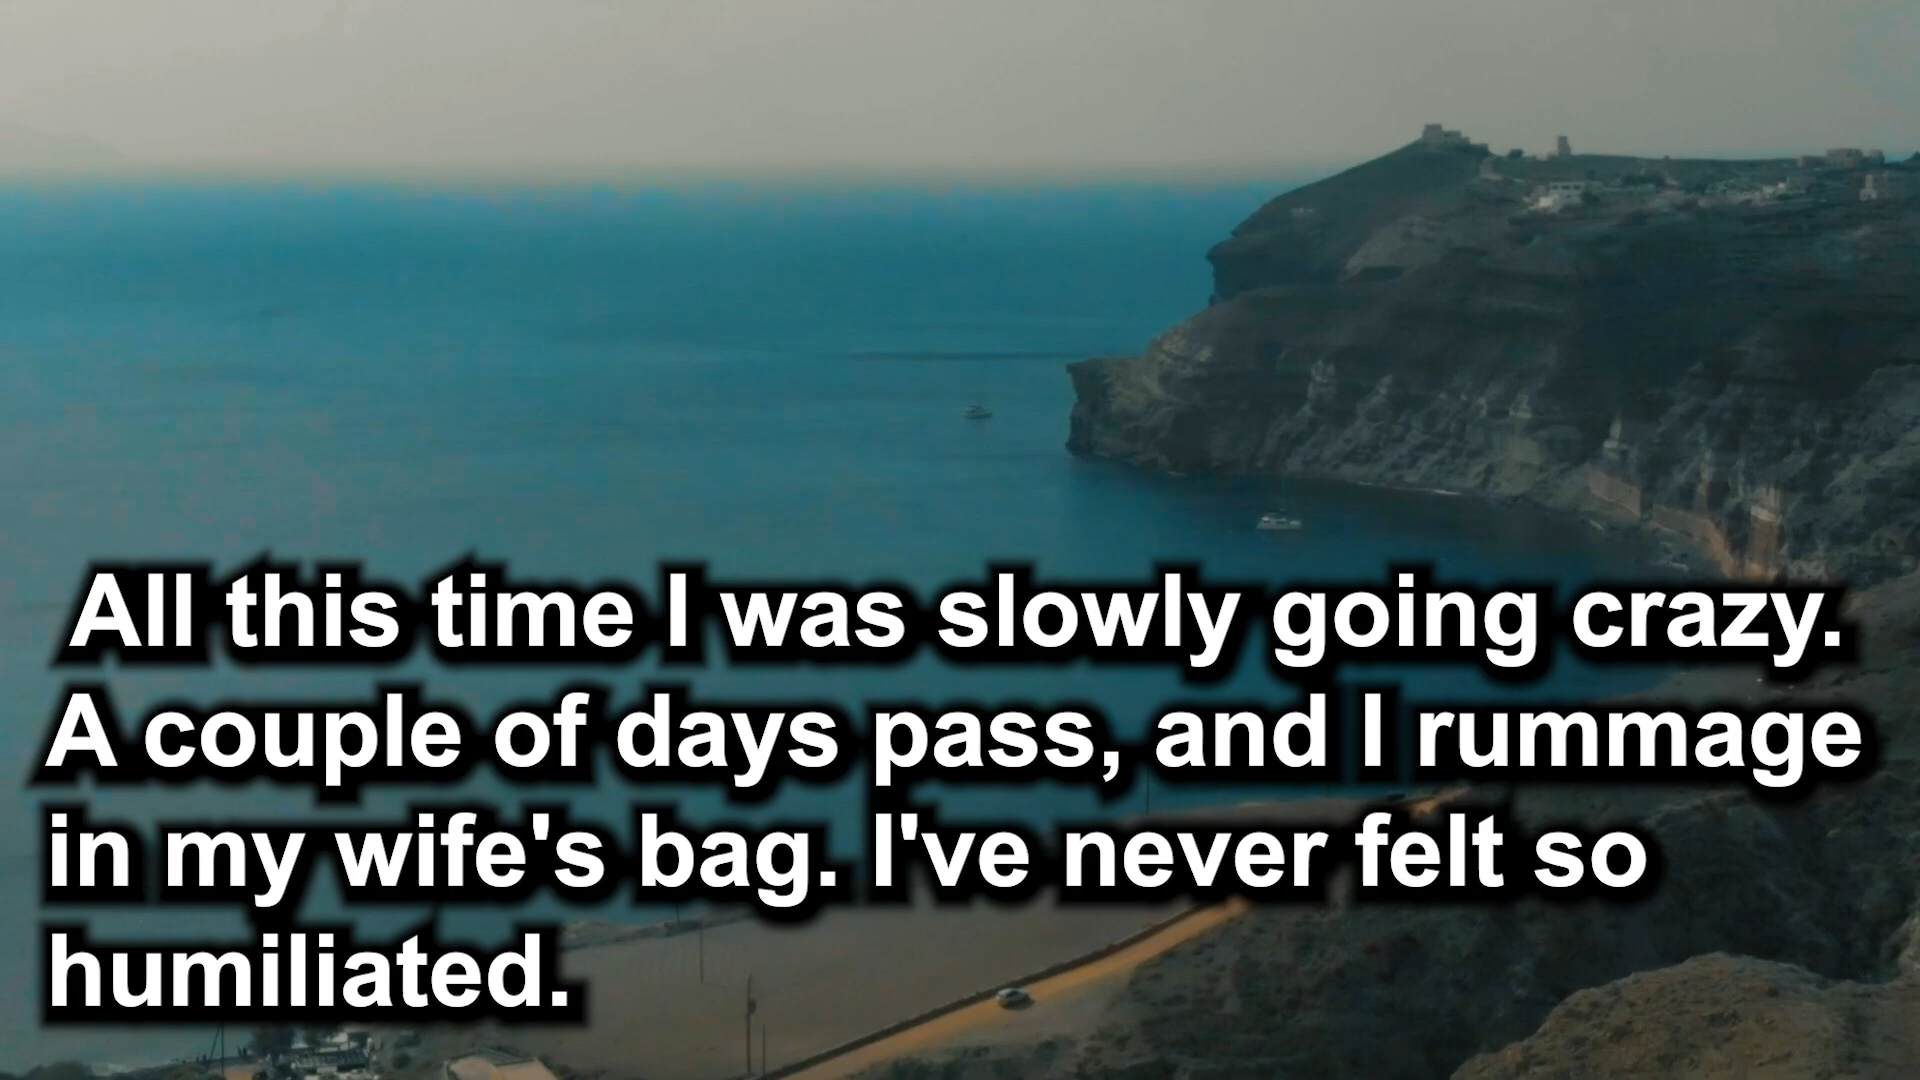 All this time I was slowly going crazy.
A couple of days pass, and I rummage
in my wife's bag. I've never felt so
humiliated.